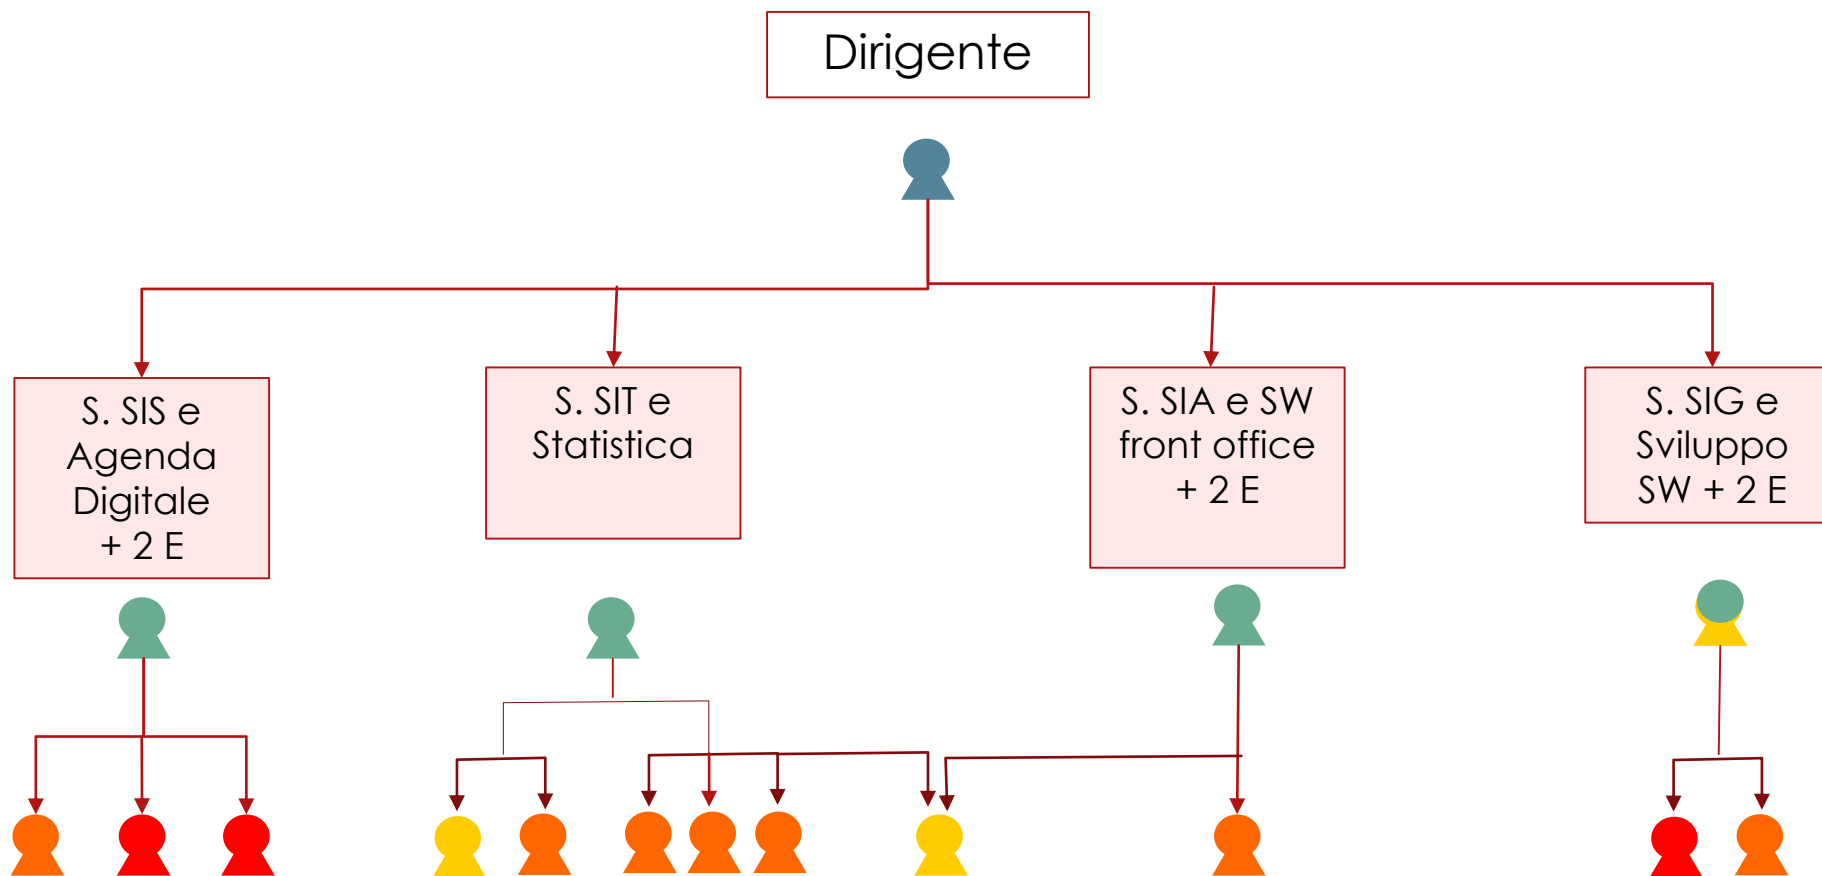 Dirigente
S. SIS e
Agenda
Digitale
+ 2 E
S. SIT e
Statistica
S. SIA e SW
front office
+ 2 E
S. SIG e
Sviluppo
SW + 2 E